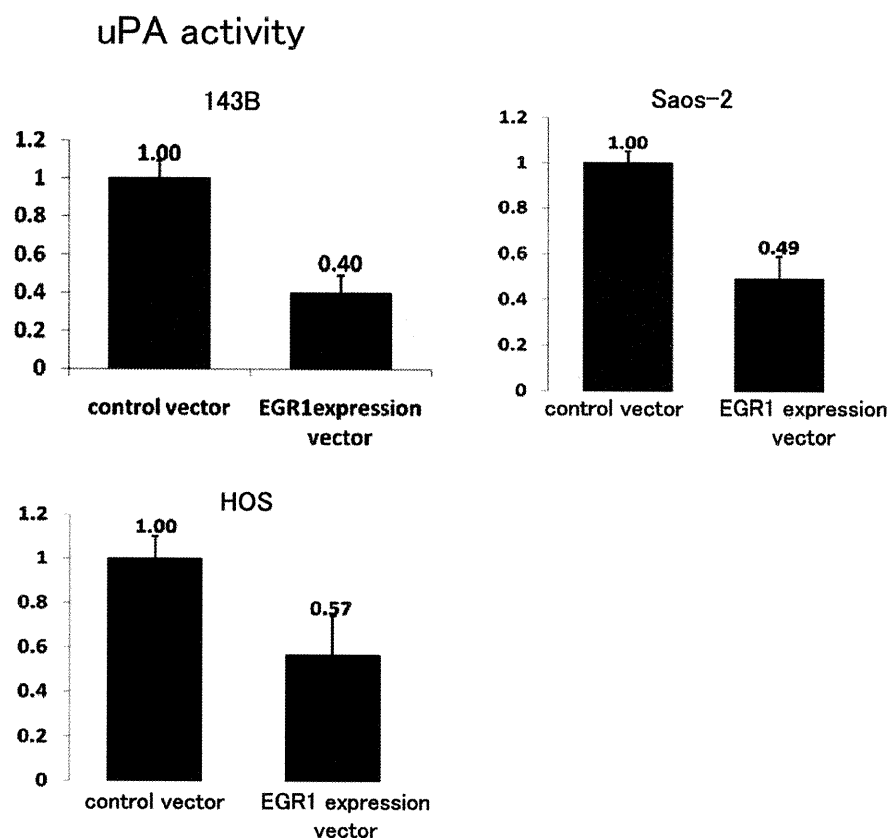 uPA activity
143B
1.2
1
0.8
0.6
0.4
0.2
0
1.00
0.40
control vector
EGR1expression
vector
Saos-2
1.2
1
0.8
0.6
0.4
0.2
0
1.00
0.49
control vector
EGR1 expression
vector
HOS
1.2
1
0.8
0.6
0.4
0.2
0
1.00
0.57
control vector
EGR1 expression
vector